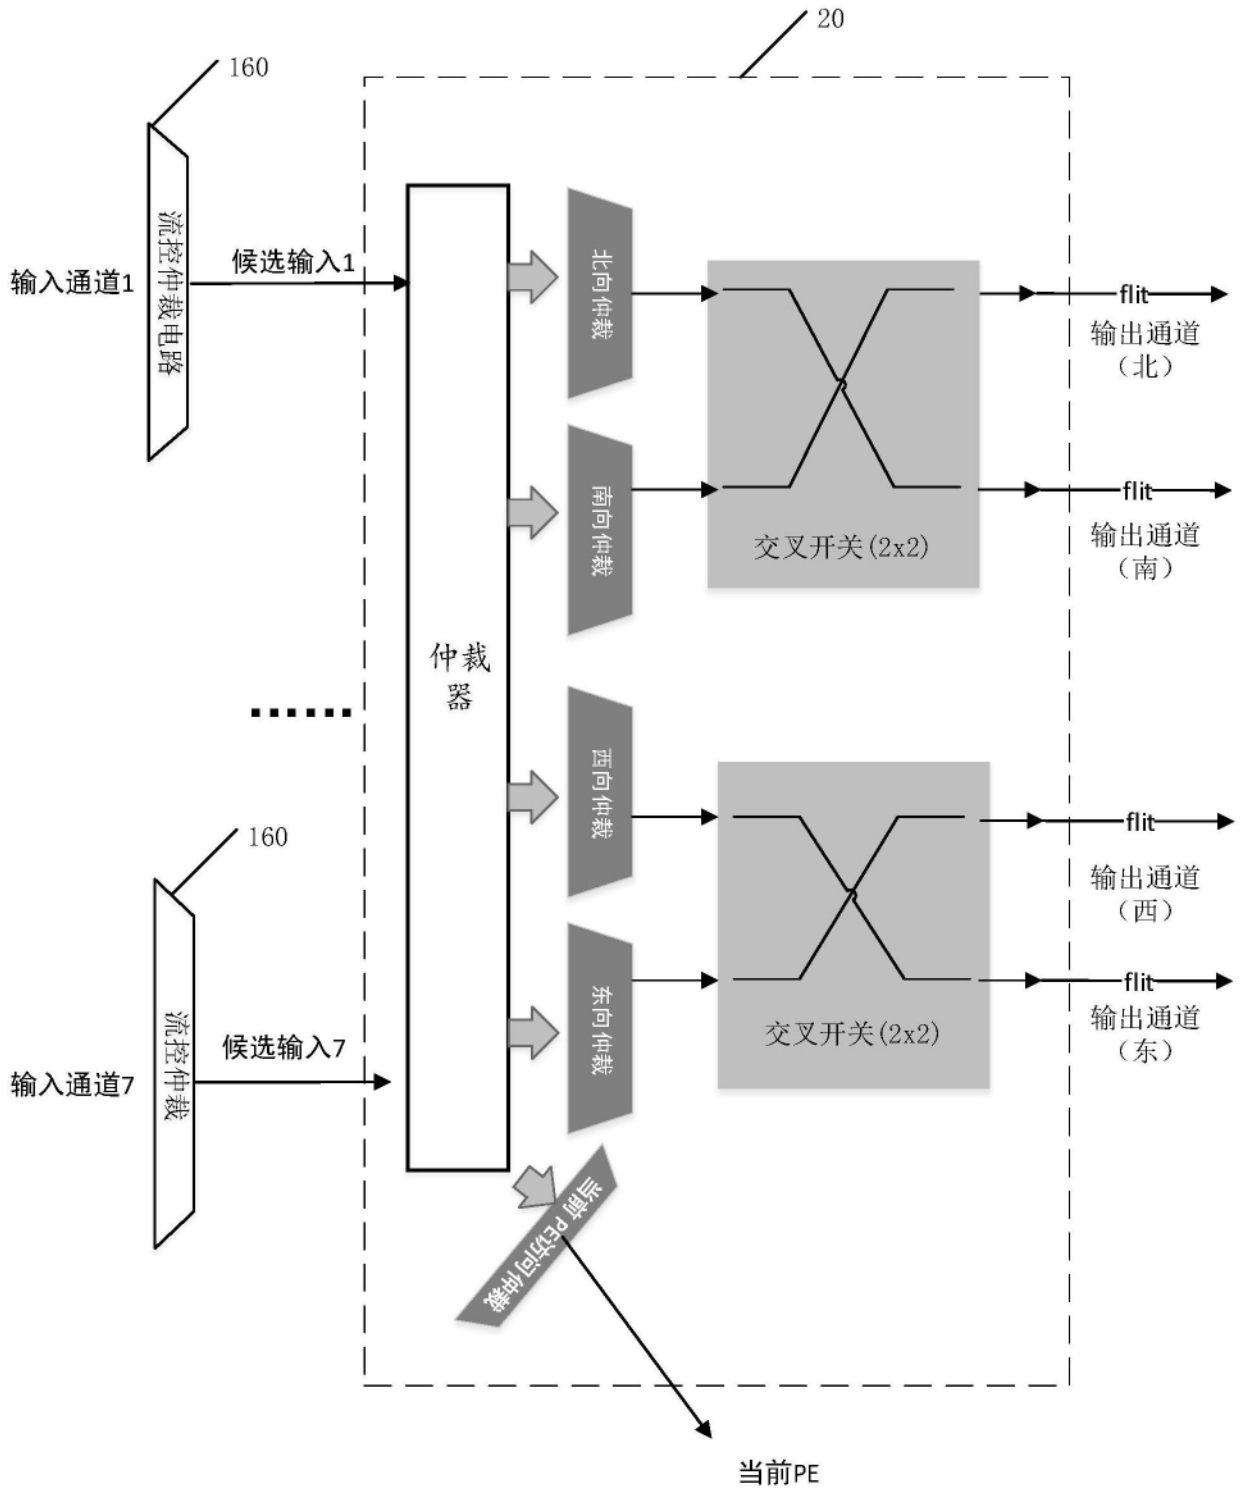 20
160
流控仲裁电路
输入通道1
候选输入1
北向仲裁
flit
输出通道
（北）
南向仲裁
flit
输出通道
（南）
交叉开关(2x2)
仲裁
器
......
西向仲裁
flit
输出通道
（西）
160
流控仲裁
输入通道7
候选输入7
东向仲裁
flit
输出通道
（东）
交叉开关(2x2)
当前 PE访问仲裁
当前PE